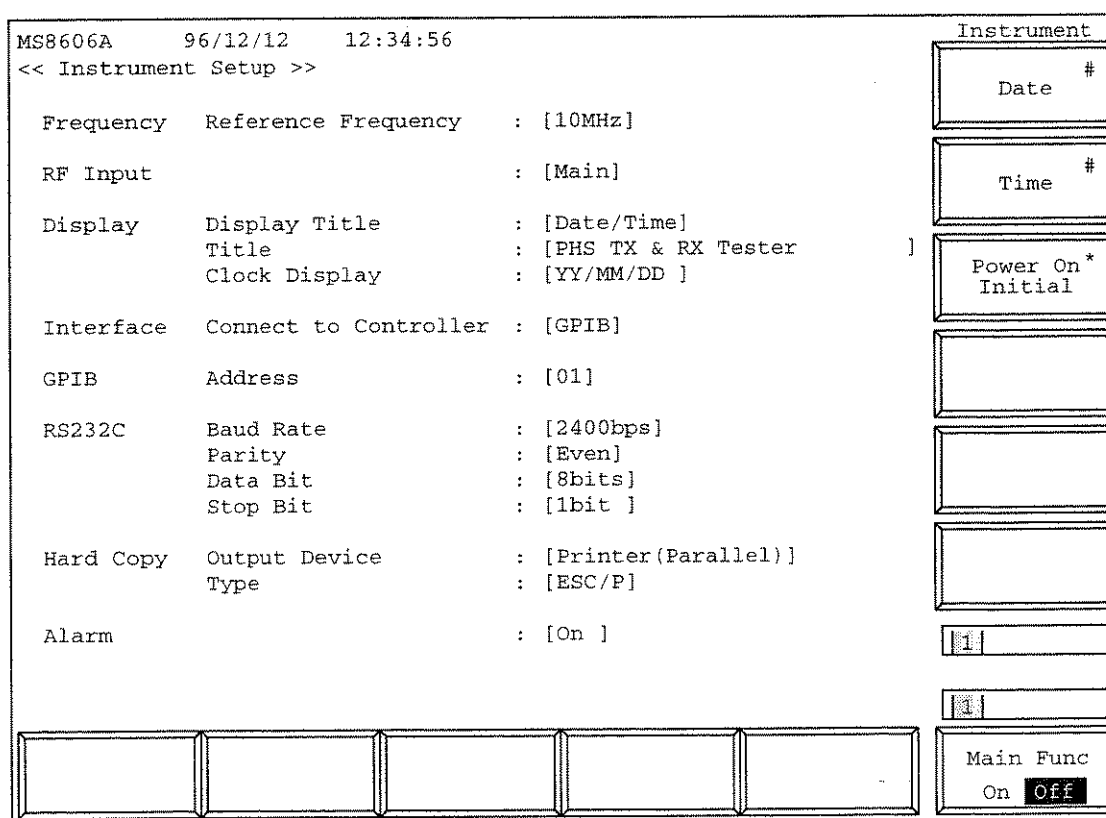 MS8606A 96/12/12 12:34:56
<< Instrument Setup >>
Frequency Reference Frequency : [10MHz]
RF Input : [Main]
Display Display Title : [Date/Time]
Title : [PHS TX & RX Tester ]
Clock Display : [YY/MM/DD ]
Interface Connect to Controller : [GPIB]
GPIB Address : [01]
RS232C Baud Rate : [2400bps]
Parity : [Even]
Data Bit : [8bits]
Stop Bit : [1bit ]
Hard Copy Output Device : [Printer(Parallel)]
Type : [ESC/P]
Alarm : [On ]
Instrument
#
Date
#
Time
Power On*
Initial
1
1
Main Func
On Off